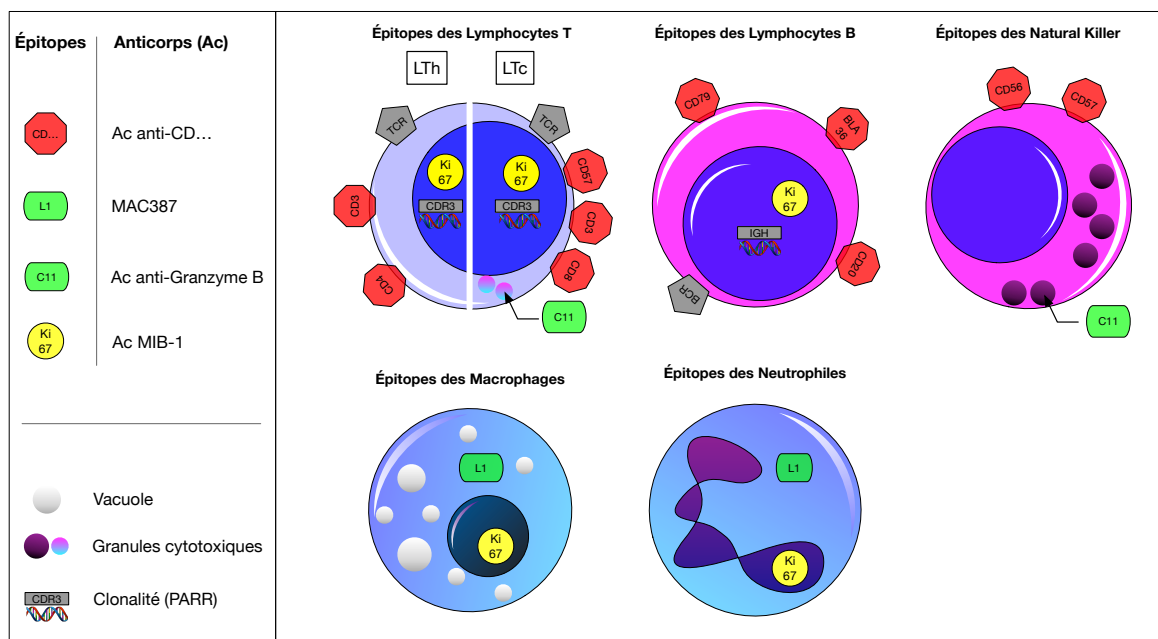 Épitopes
Anticorps (Ac)
CD...
Ac anti-CD...
L1
MAC387
C11
Ac anti-Granzyme B
Ki
67
Ac MIB-1
Vacuole
Granules cytotoxiques
CDR3
Clonalité (PARR)
Épitopes des Lymphocytes T
LTh
LTc
TCR
TCR
Ki
67
Ki
67
CD57
CD3
CDR3
CDR3
CD3
CD4
CD8
C11
Épitopes des Lymphocytes B
CD79
BLA
36
Ki
67
IGH
CD20
BCR
Épitopes des Natural Killer
CD56
CD57
C11
Épitopes des Macrophages
L1
Ki
67
Épitopes des Neutrophiles
L1
Ki
67